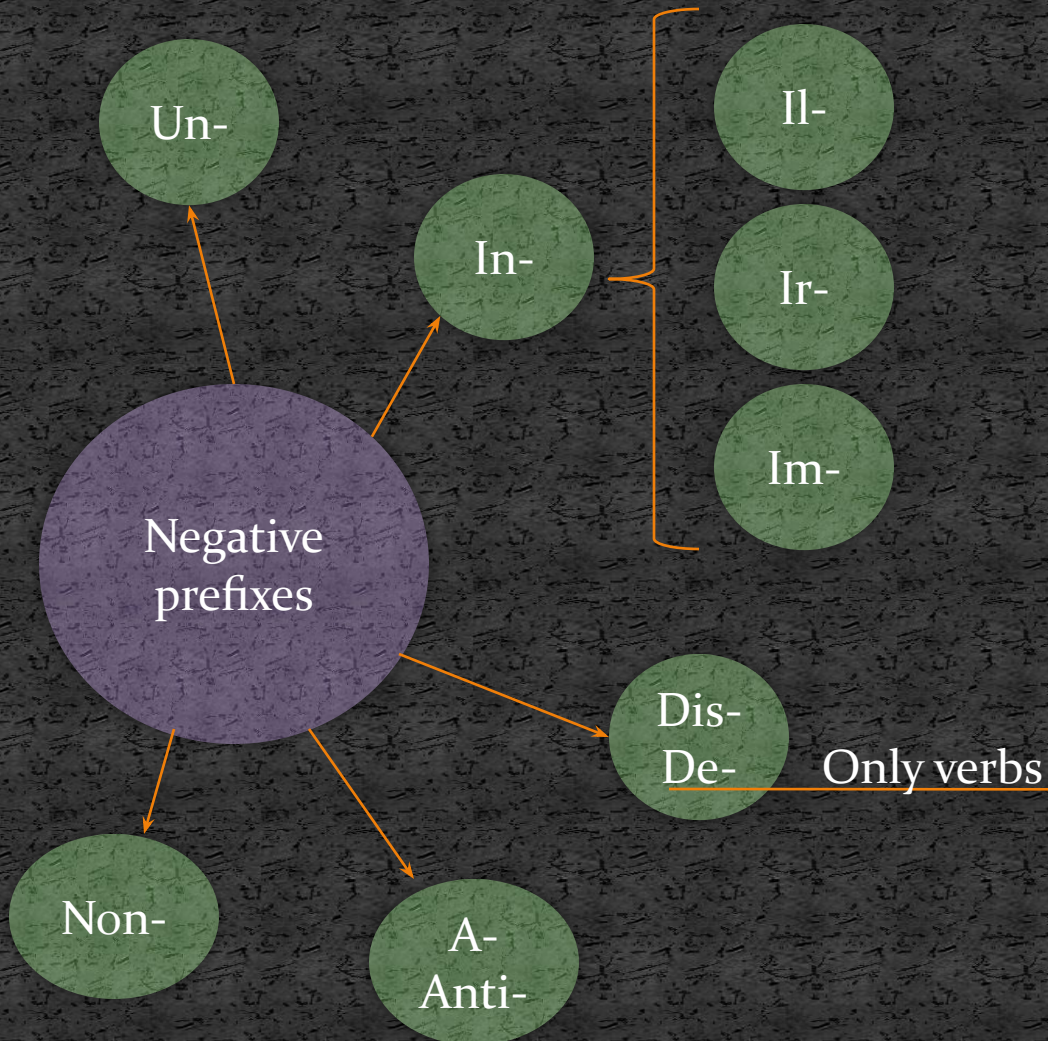 Un-
In-
Il-
Ir-
Im-
Negative
prefixes
Dis-
De-
Only verbs
Non-
A-
Anti-